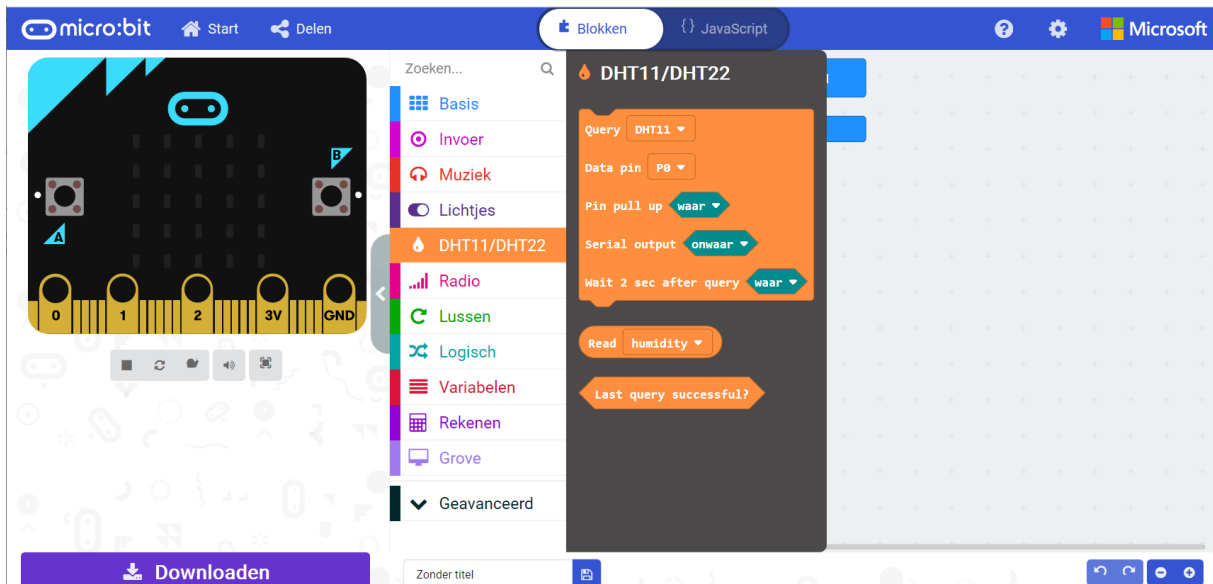 micro:bit
Start
Delen
Blokken
{} JavaScript
Microsoft
B
A
0
1
2
3V
GND
Zoeken...
Basis
Invoer
Muziek
Lichtjes
DHT11/DHT22
Radio
Lussen
Logisch
Variabelen
Rekenen
Grove
Geavanceerd
DHT11/DHT22
Query DHT11
Data pin P0
Pin pull up waar
Serial output onwaar
Wait 2 sec after query waar
Read humidity
Last query successful?
Downloaden
Zonder titel